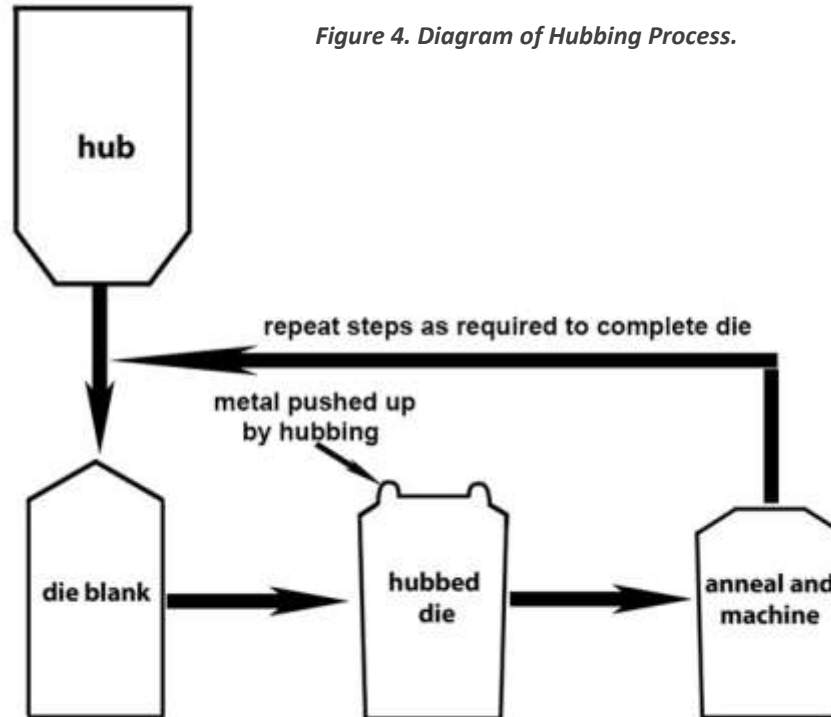 Figure 4. Diagram of Hubbing Process.
hub
repeat steps as required to complete die
metal pushed up
by hubbing
die blank
hubbed
die
anneal and
machine